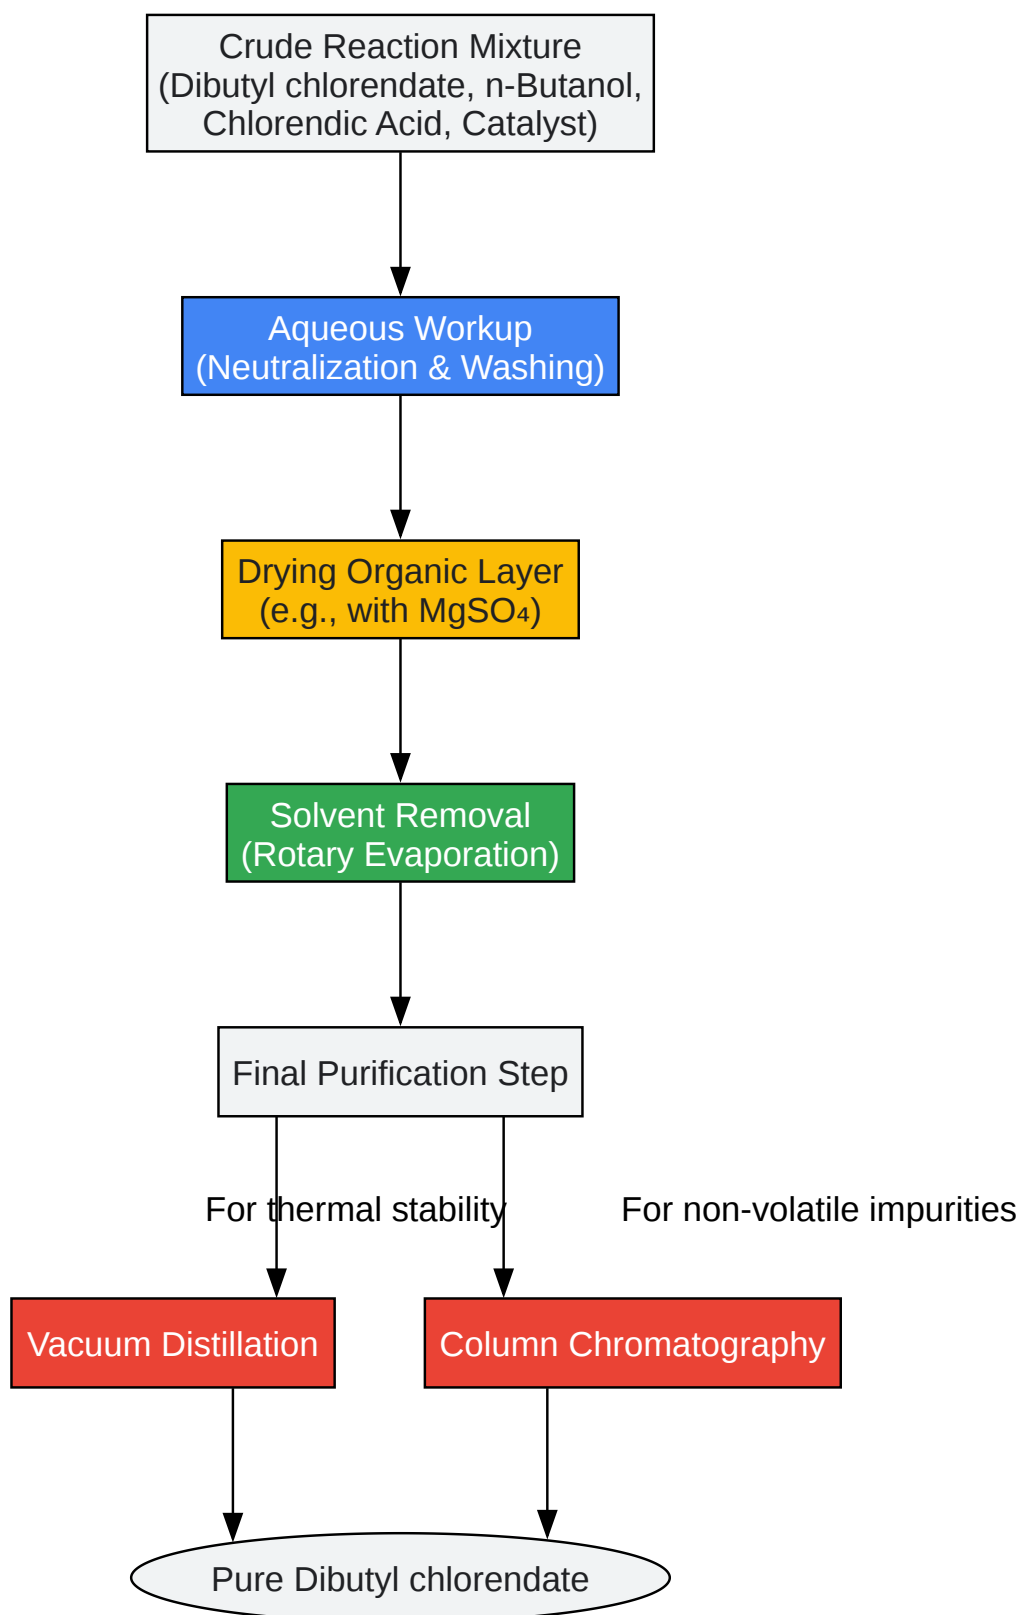 Crude Reaction Mixture
(Dibutyl chlorendate, n-Butanol,
Chlorendic Acid, Catalyst)
Aqueous Workup
(Neutralization & Washing)
Drying Organic Layer
(e.g., with MgSO₄)
Solvent Removal
(Rotary Evaporation)
Final Purification Step
For thermal stability
For non-volatile impurities
Vacuum Distillation
Column Chromatography
Pure Dibutyl chlorendate